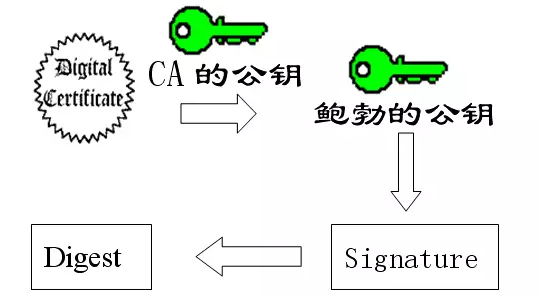 Digital
Certificate
CA 的公钥
鲍勃的公钥
Digest
Signature